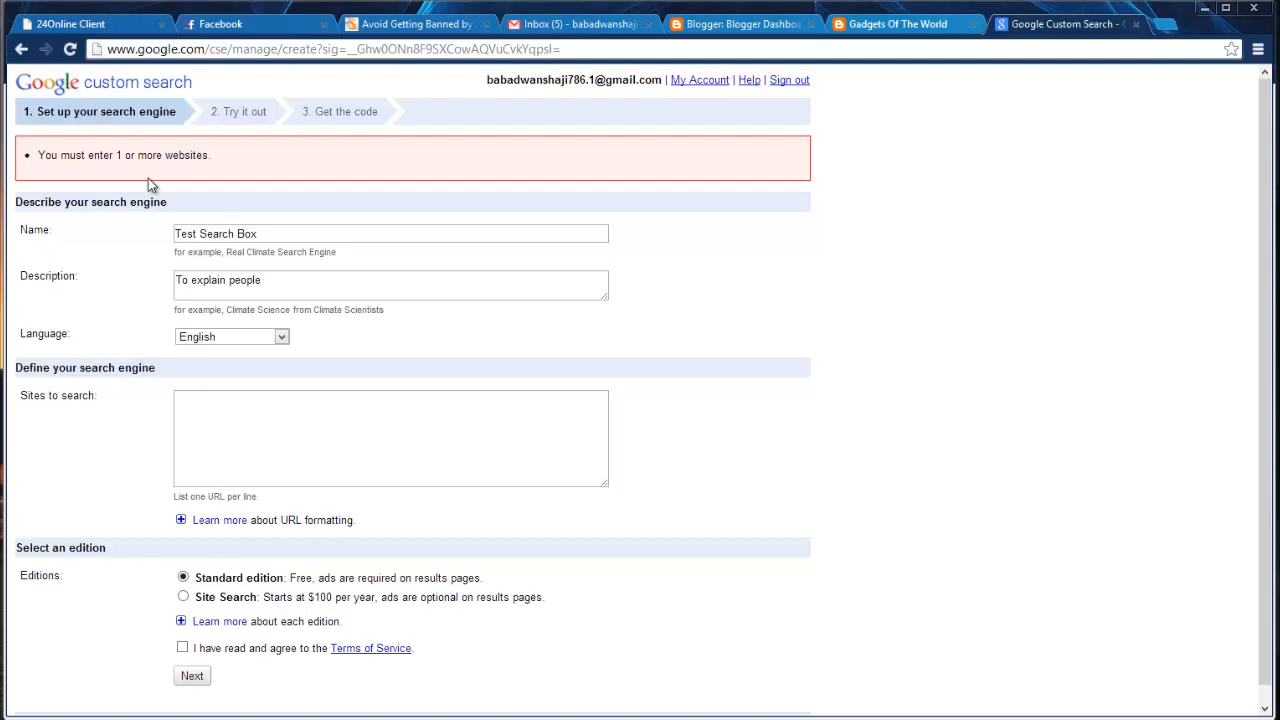 24Online Client
Facebook
Avoid Getting Banned by
Inbox (5) - babadwanshaji
Blogger: Blogger Dashbo
Gadgets Of The World
Google Custom Search -
www.google.com/cse/manage/create?sig=__Ghw0ONn8F9SXCowAQVuCvkYqpsI=
Google custom search
babadwanshaji786.1@gmail.com | My Account | Help | Sign out
1. Set up your search engine
2. Try it out
3. Get the code
• You must enter 1 or more websites.
Describe your search engine
Name:
Test Search Box
for example, Real Climate Search Engine
Description:
To explain people
for example, Climate Science from Climate Scientists
Language:
English
Define your search engine
Sites to search:
List one URL per line.
Learn more about URL formatting.
Select an edition
Editions:
Standard edition: Free, ads are required on results pages.
Site Search: Starts at $100 per year, ads are optional on results pages.
Learn more about each edition.
I have read and agree to the Terms of Service.
Next